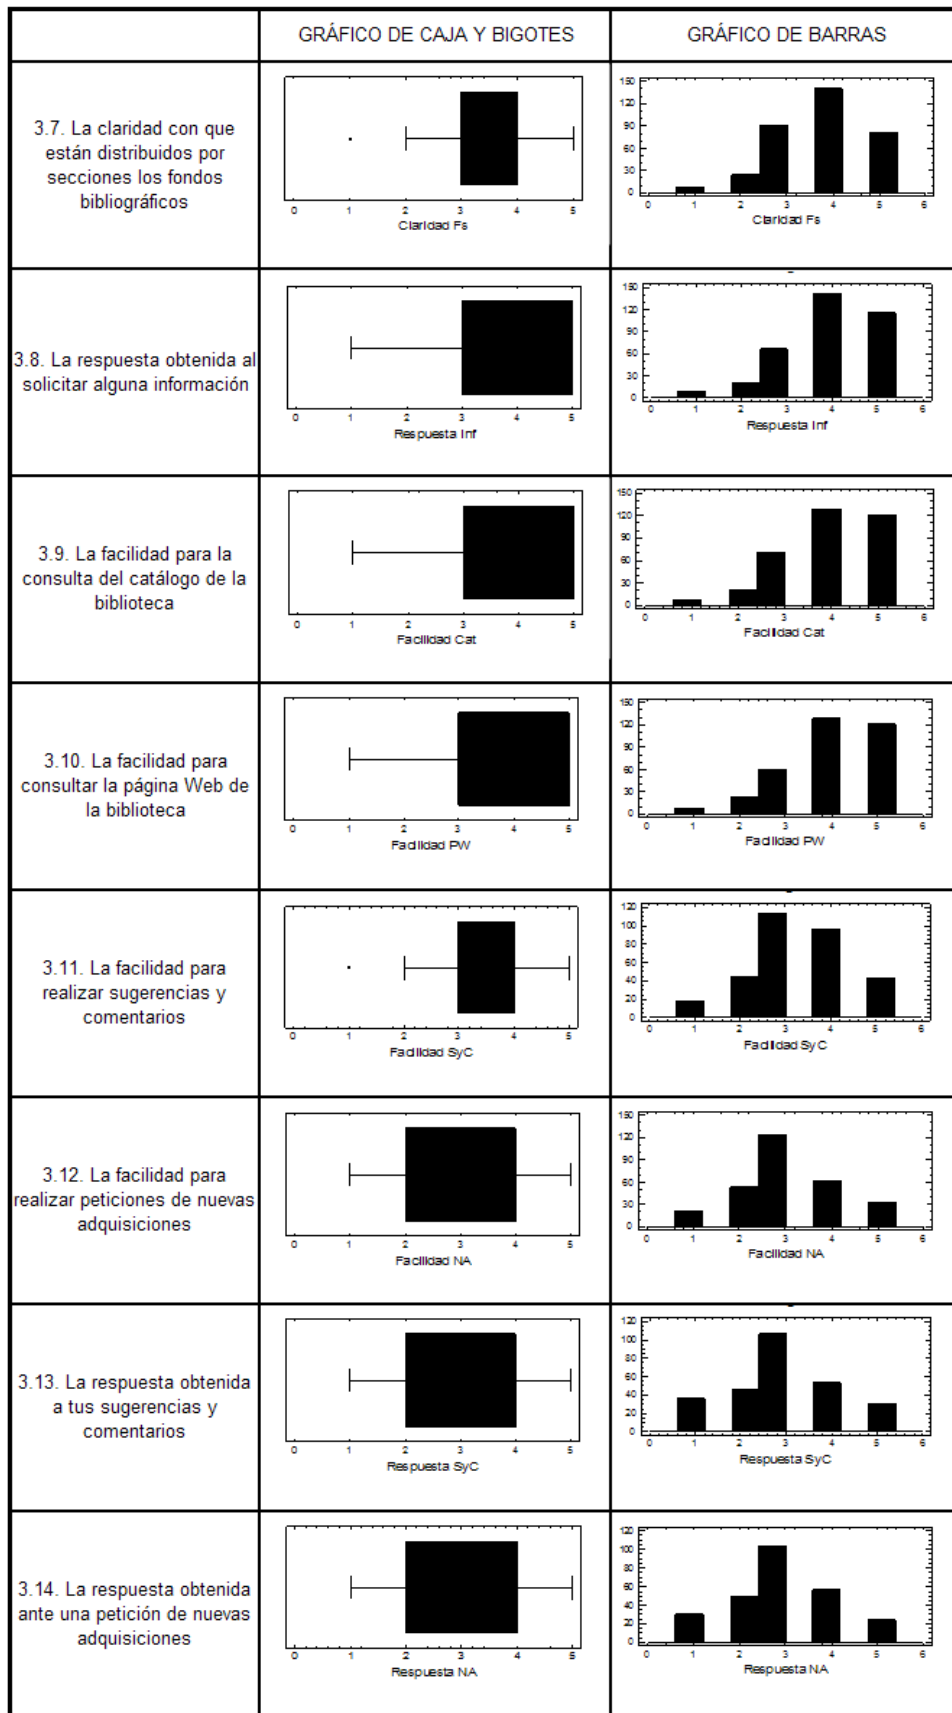 GRÁFICO DE CAJA Y BIGOTES
GRÁFICO DE BARRAS
3.7. La claridad con que
están distribuidos por
secciones los fondos
bibliográficos
0 1 2 3 4 5
Claridad Fs
150
120
90
60
30
0
0 1 2 3 4 5 6
Claridad Fs
3.8. La respuesta obtenida al
solicitar alguna información
0 1 2 3 4 5
Respuesta Inf
150
120
90
60
30
0
0 1 2 3 4 5 6
Respuesta Inf
3.9. La facilidad para la
consulta del catálogo de la
biblioteca
0 1 2 3 4 5
Facilidad Cat
150
120
90
60
30
0
0 1 2 3 4 5 6
Facilidad Cat
3.10. La facilidad para
consultar la página Web de
la biblioteca
0 1 2 3 4 5
Facilidad PW
150
120
90
60
30
0
0 1 2 3 4 5 6
Facilidad PW
3.11. La facilidad para
realizar sugerencias y
comentarios
0 1 2 3 4 5
Facilidad SyC
120
100
80
60
40
20
0
0 1 2 3 4 5 6
Facilidad SyC
3.12. La facilidad para
realizar peticiones de nuevas
adquisiciones
0 1 2 3 4 5
Facilidad NA
150
120
90
60
30
0
0 1 2 3 4 5 6
Facilidad NA
3.13. La respuesta obtenida
a tus sugerencias y
comentarios
0 1 2 3 4 5
Respuesta SyC
120
100
80
60
40
20
0
0 1 2 3 4 5 6
Respuesta SyC
3.14. La respuesta obtenida
ante una petición de nuevas
adquisiciones
0 1 2 3 4 5
Respuesta NA
120
100
80
60
40
20
0
0 1 2 3 4 5 6
Respuesta NA